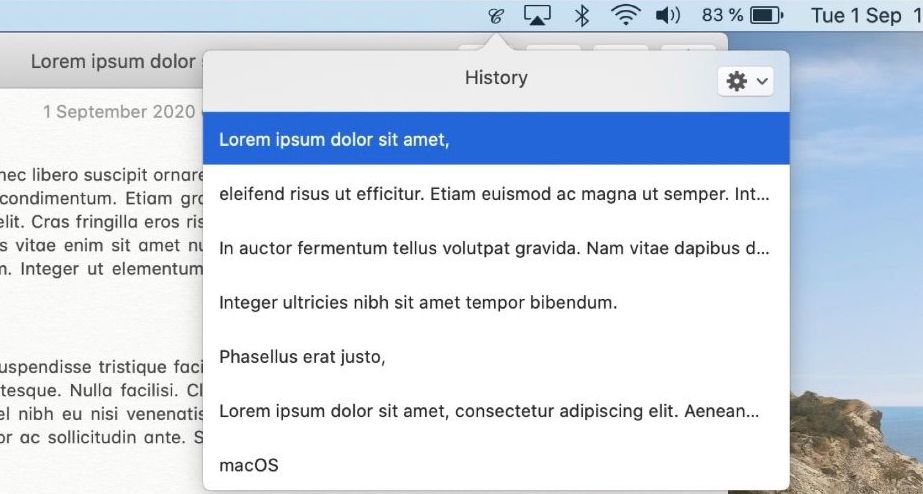 83 %
Tue 1 Sep 1
Lorem ipsum dolor
History
1 September 2020
Lorem ipsum dolor sit amet,
nec libero suscipit ornare
eleifend risus ut efficitur. Etiam euismod ac magna ut semper. Int...
condimentum. Etiam gra
elit. Cras fringilla eros ris
s vitae enim sit amet nu
In auctor fermentum tellus volutpat gravida. Nam vitae dapibus d...
m. Integer ut elementum
Integer ultricies nibh sit amet tempor bibendum.
Phasellus erat justo,
uspendisse tristique faci
tesque. Nulla facilisi. Cl
Lorem ipsum dolor sit amet, consectetur adipiscing elit. Aenean...
el nibh eu nisi venenatis
or ac sollicitudin ante. S
macOS